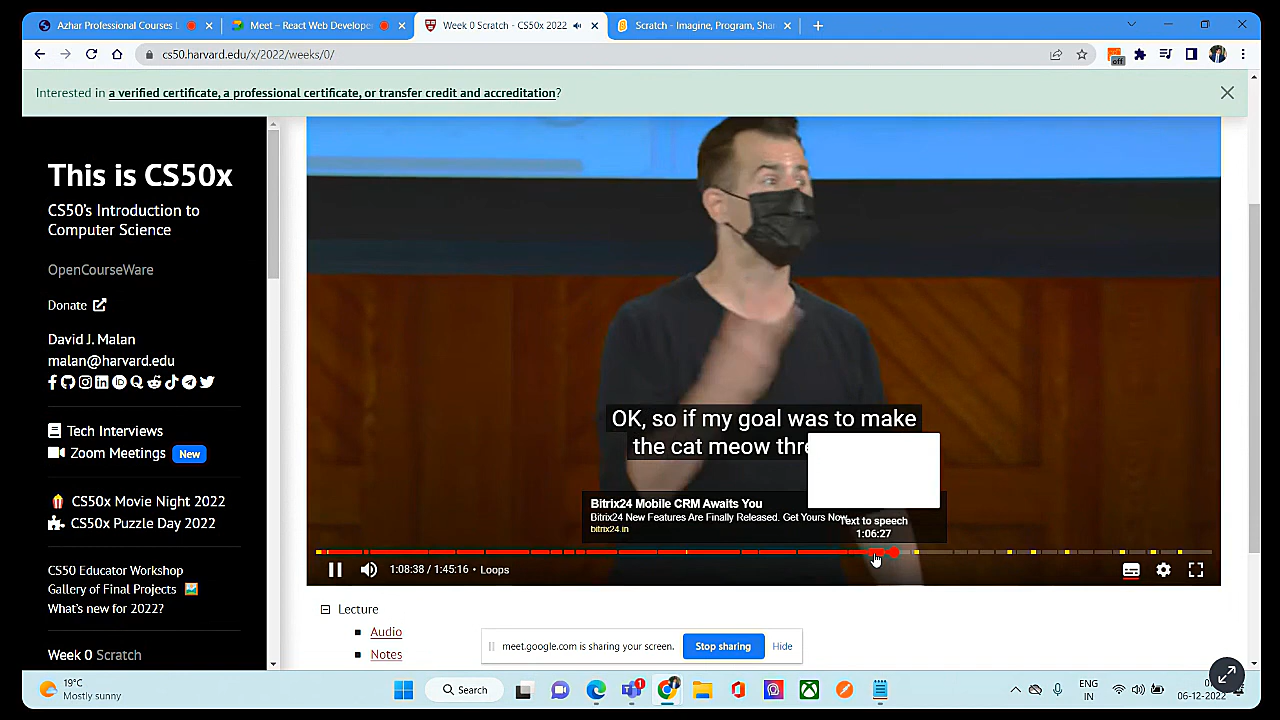 Azhar Professional Courses L
Meet – React Web Develope
Week 0 Scratch - CS50x 2022
Scratch - Imagine, Program, Sha
cs50.harvard.edu/x/2022/weeks/0/
off
Interested in a verified certificate, a professional certificate, or transfer credit and accreditation?
This is CS50x
CS50's Introduction to
Computer Science
OpenCourseWare
Donate
David J. Malan
malan@harvard.edu
Tech Interviews
Zoom Meetings New
CS50x Movie Night 2022
CS50x Puzzle Day 2022
CS50 Educator Workshop
Gallery of Final Projects
What's new for 2022?
Week 0 Scratch
OK, so if my goal was to make
the cat meow thre
Bitrix24 Mobile CRM Awaits You
Bitrix24 New Features Are Finally Released. Get Yours Now
bitrix24.in
Text to speech
1:06:27
1:08:38 / 1:45:16 • Loops
Lecture
Audio
Notes
meet.google.com is sharing your screen.
Stop sharing
Hide
19°C
Mostly sunny
Search
1
ENG
IN
06-12-2022